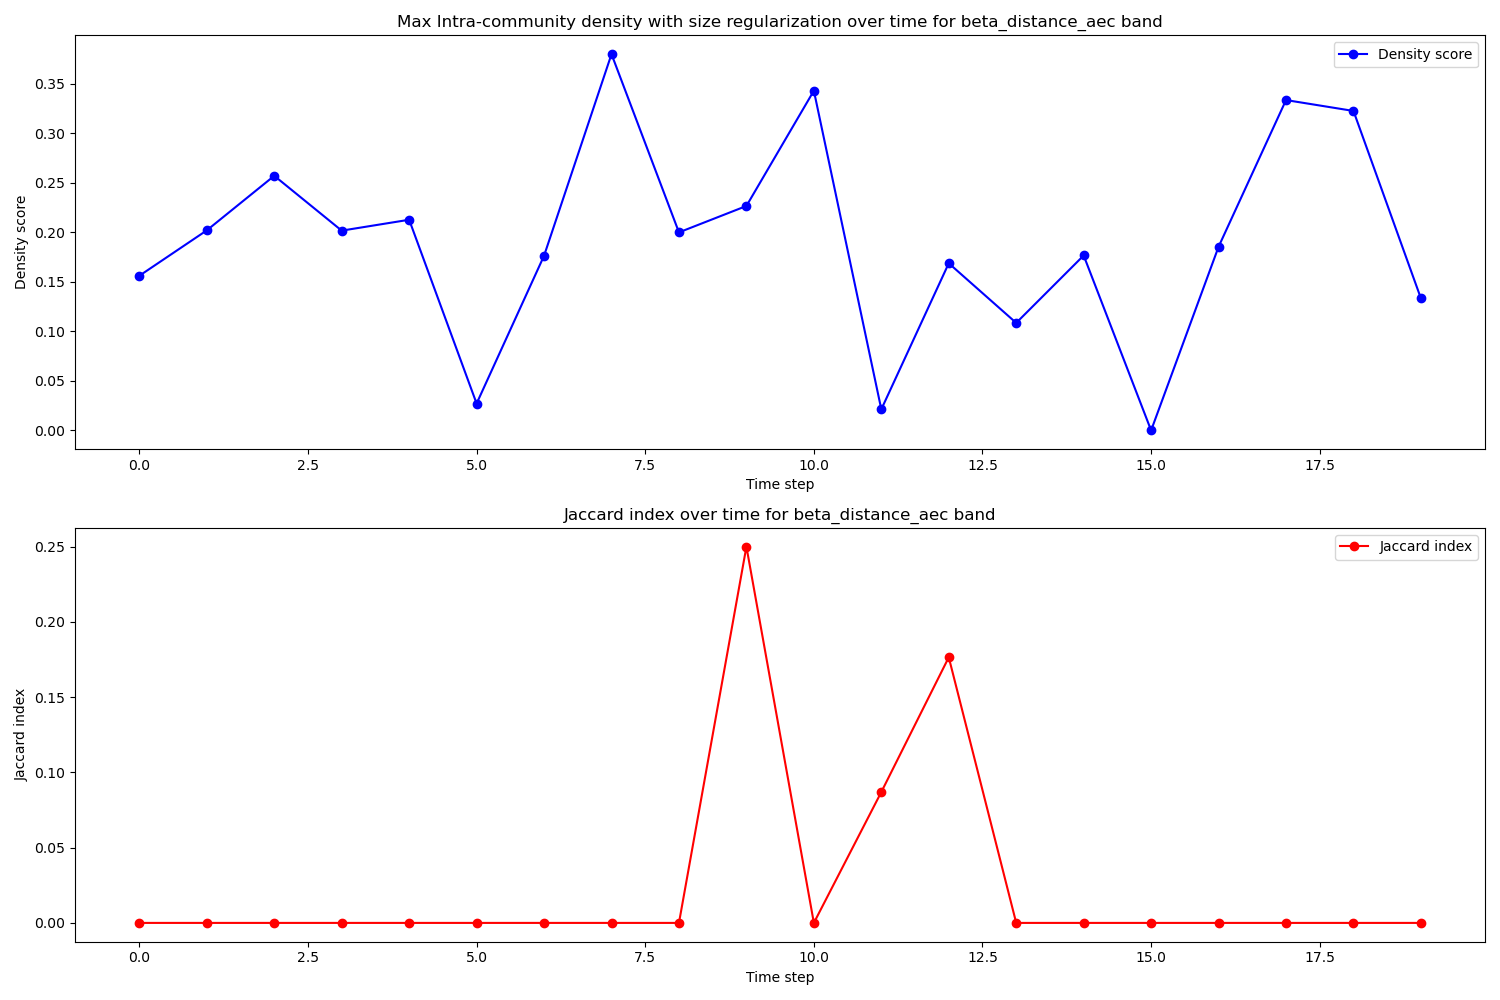 Max Intra-community density with size regularization over time for beta_distance_aec band
Density score
0.35
0.30
0.25
0.20
0.15
0.10
0.05
0.00
Density score
0.0 2.5 5.0 7.5 10.0 12.5 15.0 17.5
Time step
Jaccard index over time for beta_distance_aec band
Jaccard index
0.25
0.20
0.15
0.10
0.05
0.00
Jaccard index
0.0 2.5 5.0 7.5 10.0 12.5 15.0 17.5
Time step